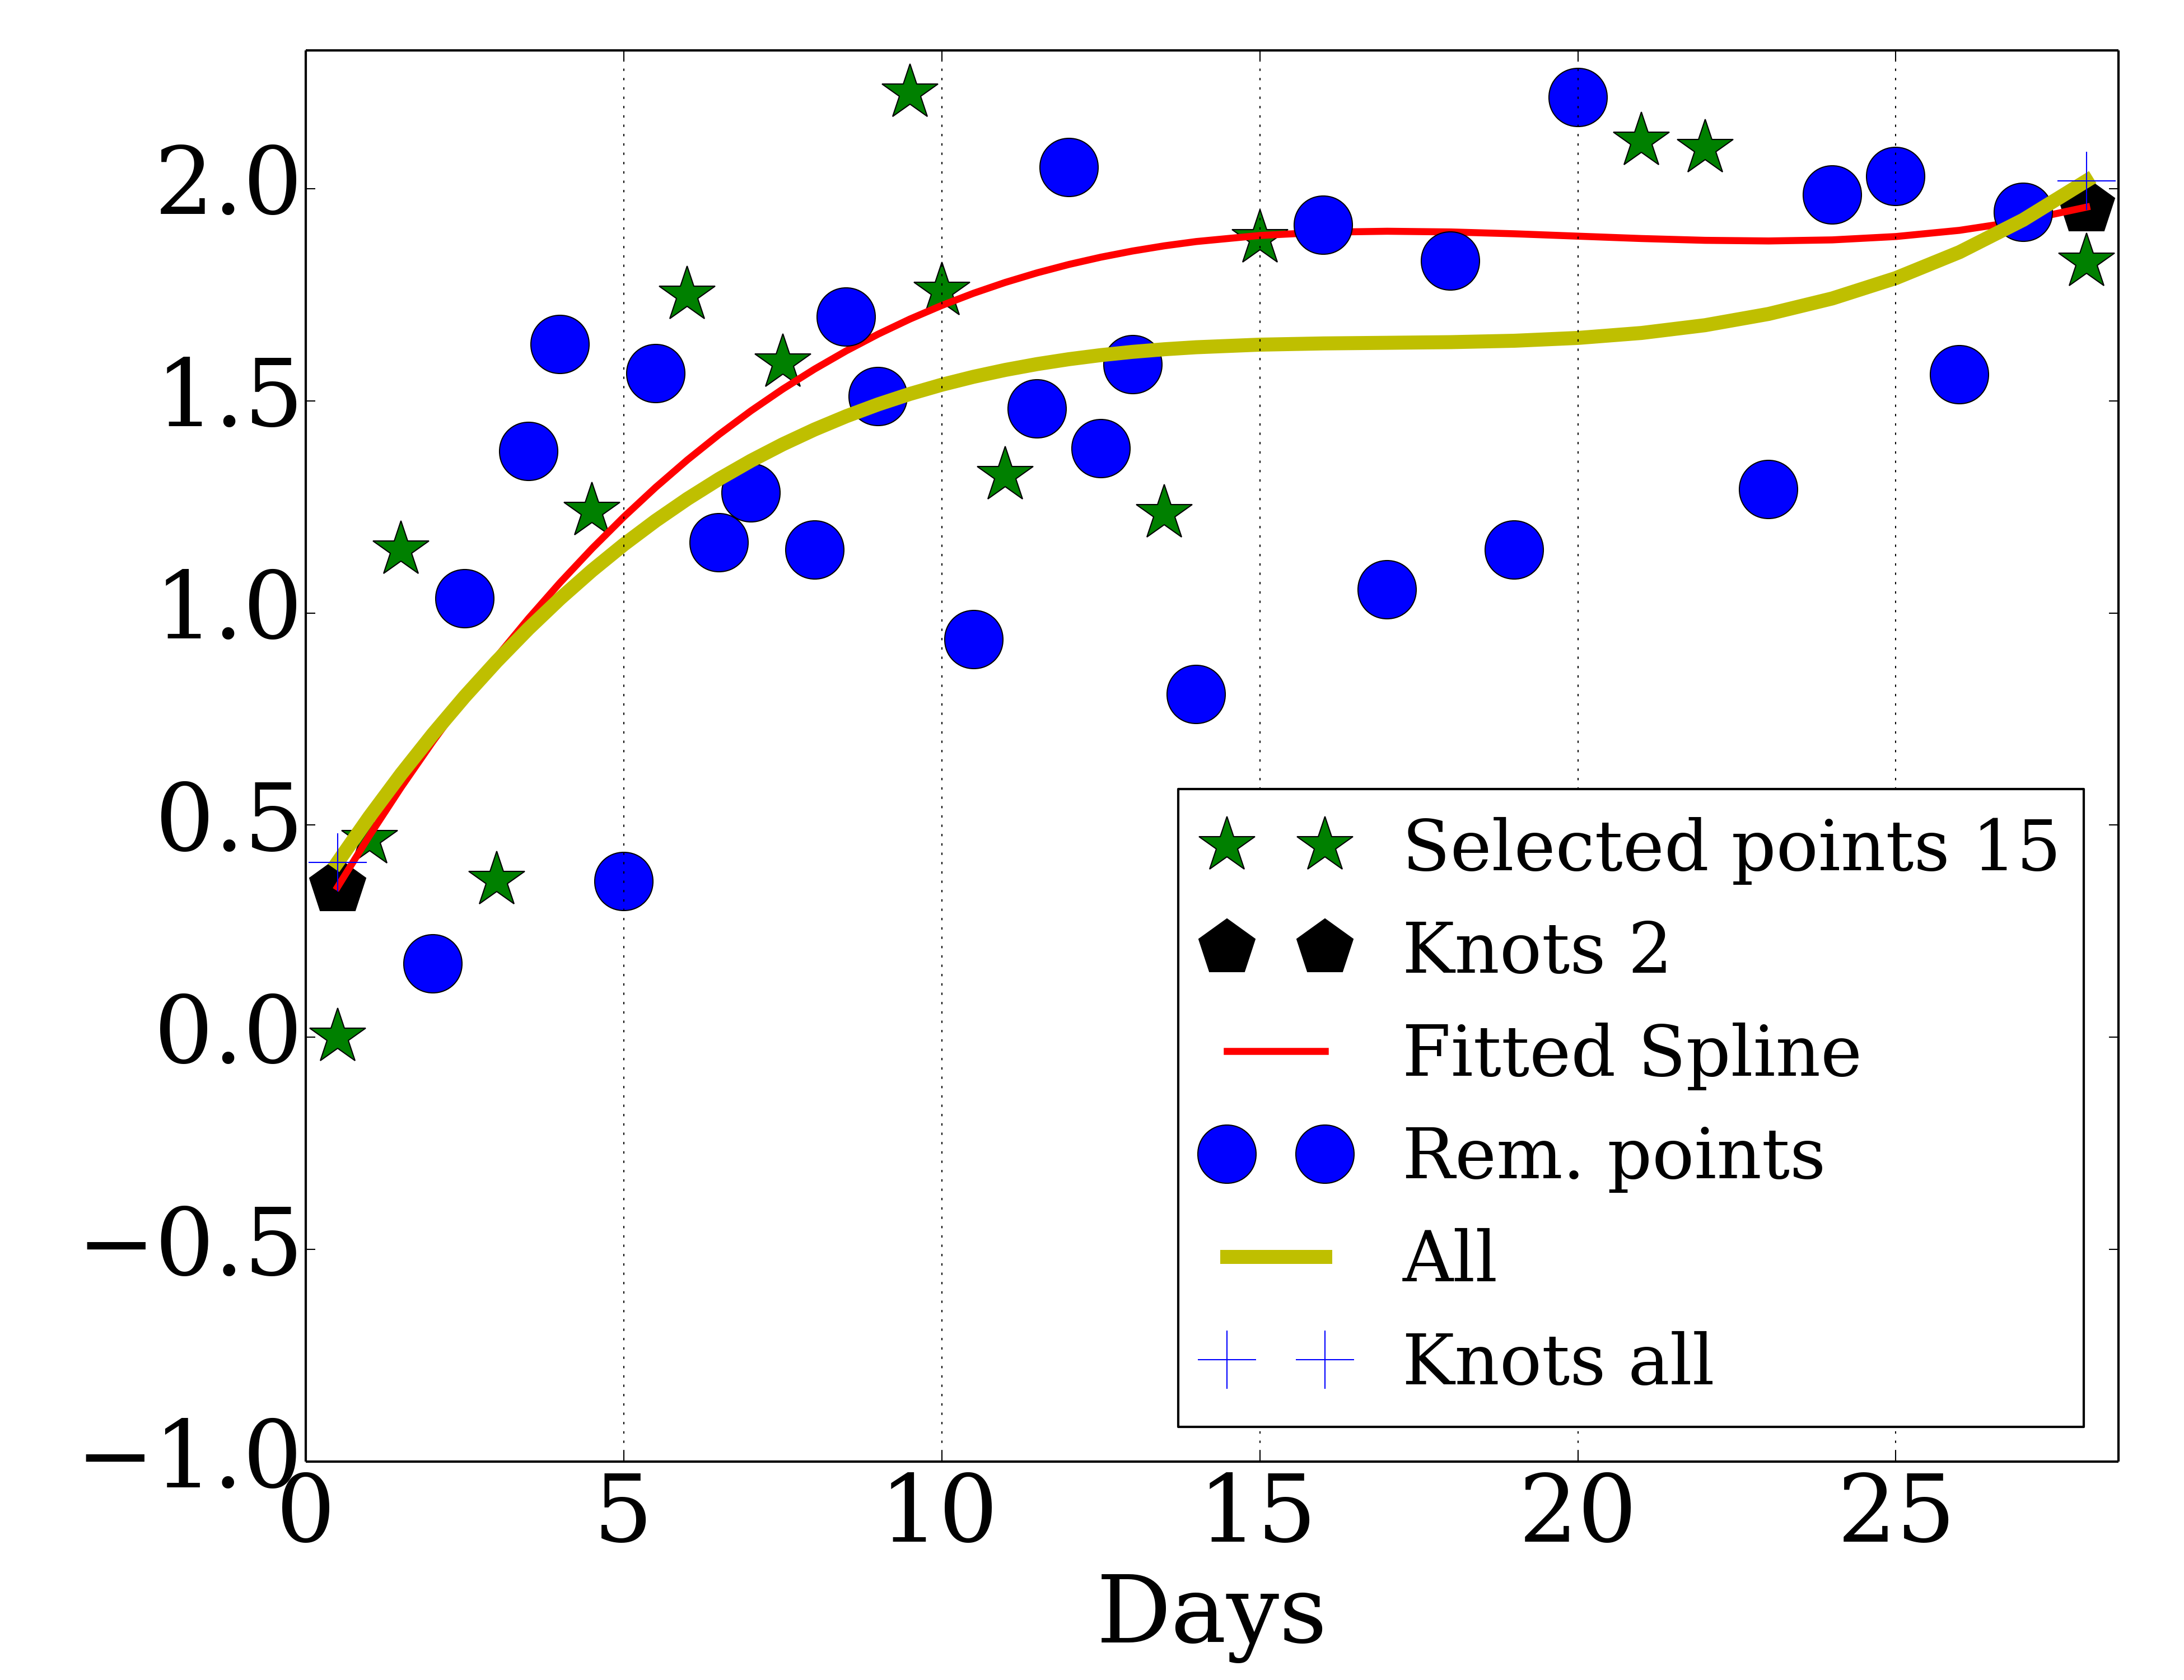 2.0
1.5
1.0
0.5
0.0
−0.5
−1.0
0 5 10 15 20 25
Days
Selected points 15
Knots 2
Fitted Spline
Rem. points
All
Knots all